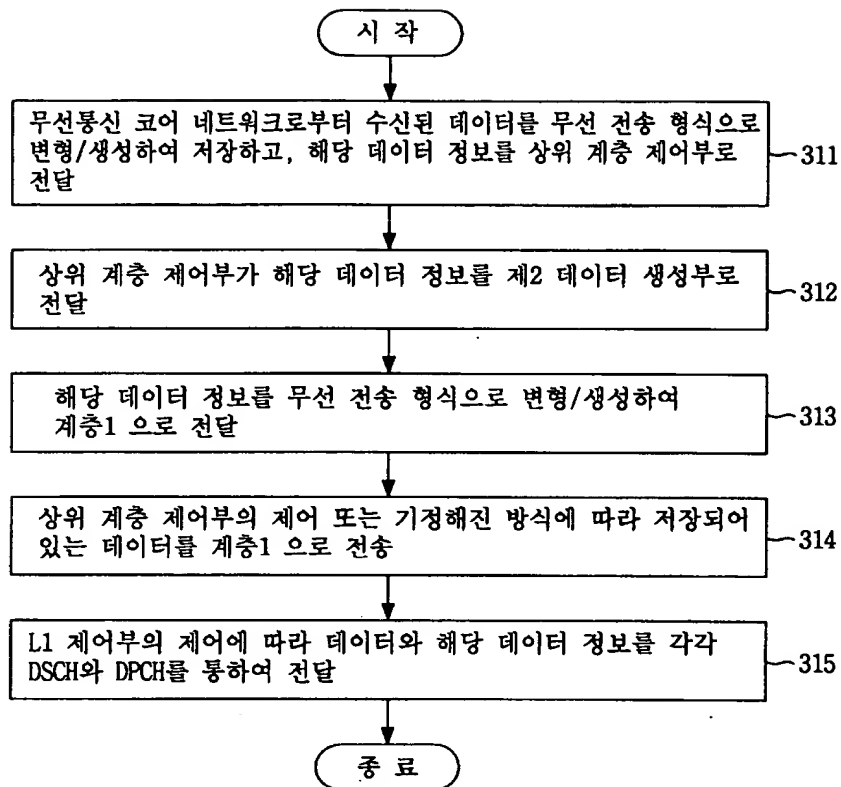 시 작
무선통신 코어 네트워크로부터 수신된 데이터를 무선 전송 형식으로
변형/생성하여 저장하고, 해당 데이터 정보를 상위 계층 제어부로
전달
311
상위 계층 제어부가 해당 데이터 정보를 제2 데이터 생성부로
전달
312
해당 데이터 정보를 무선 전송 형식으로 변형/생성하여
계층1 으로 전달
313
상위 계층 제어부의 제어 또는 기정해진 방식에 따라 저장되어
있는 데이터를 계층1 으로 전송
314
L1 제어부의 제어에 따라 데이터와 해당 데이터 정보를 각각
DSCH와 DPCH를 통하여 전달
315
종 료